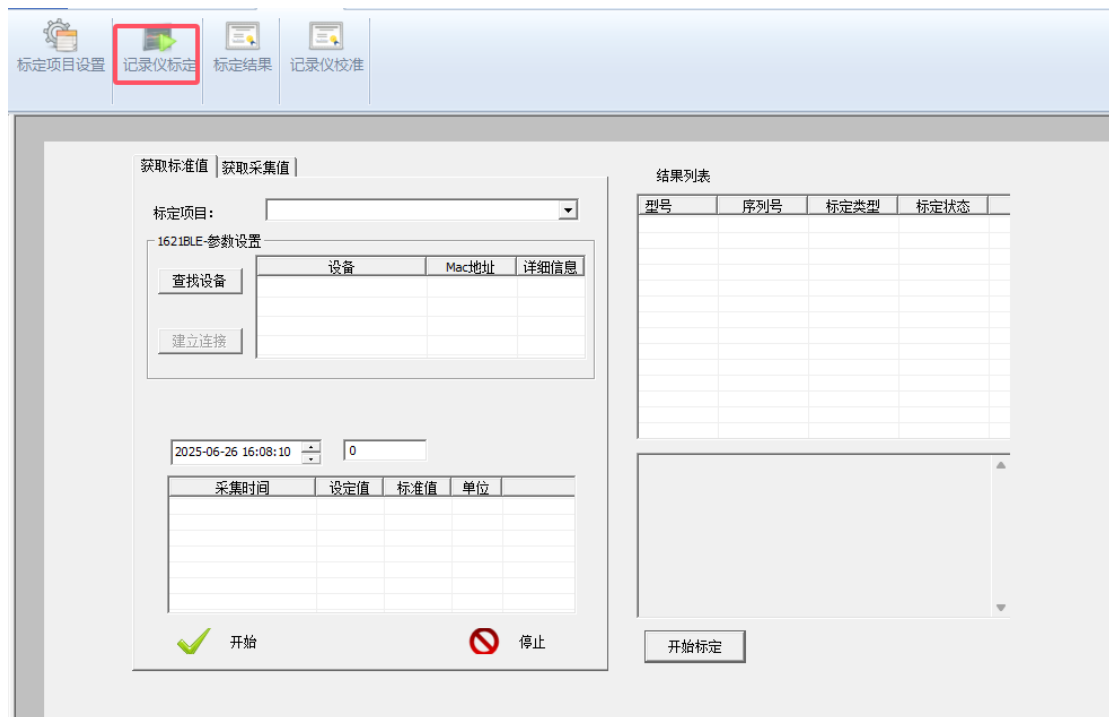 标定项目设置 记录仪标定 标定结果 记录仪校准
获取标准值 获取采集值
标定项目：
1621BLE-参数设置
查找设备
设备 Mac地址 详细信息
建立连接
2025-06-26 16:08:10 0
采集时间 设定值 标准值 单位
开始 停止
结果列表
型号 序列号 标定类型 标定状态
开始标定